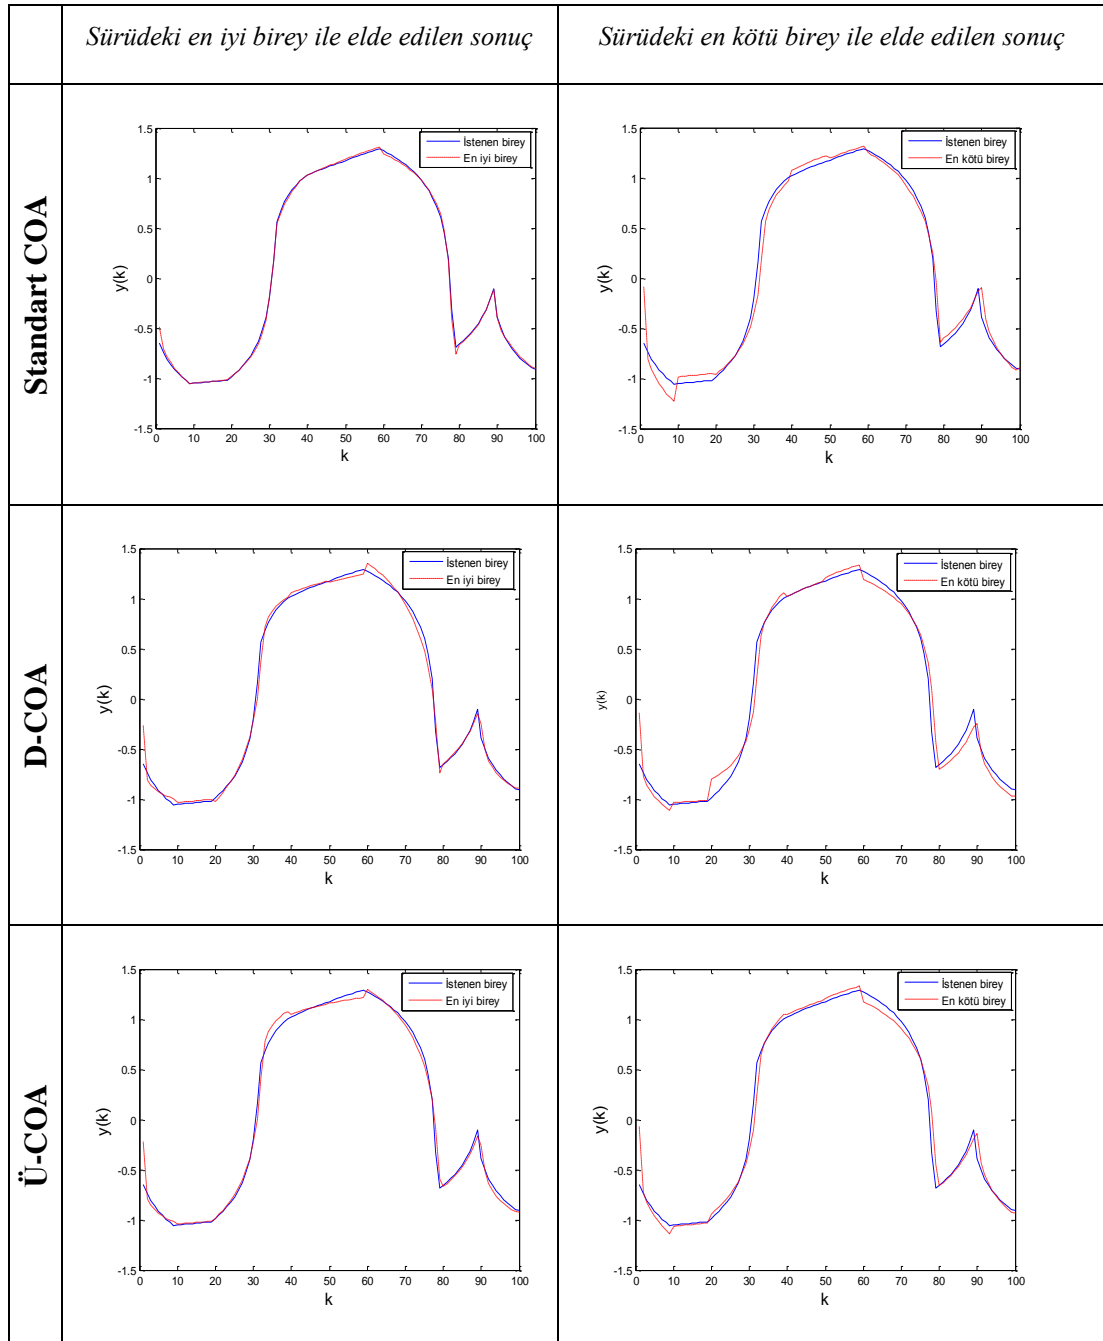 Sürüdeki en iyi birey ile elde edilen sonuç
Sürüdeki en kötü birey ile elde edilen sonuç
Standart COA
1.5
1
0.5
0
-0.5
-1
-1.5
y(k)
İstenen birey
En iyi birey
0 10 20 30 40 50 60 70 80 90 100
k
1.5
1
0.5
0
-0.5
-1
-1.5
İstenen birey
En kötü birey
0 10 20 30 40 50 60 70 80 90 100
k
D-COA
1.5
1
0.5
0
-0.5
-1
-1.5
y(k)
İstenen birey
En iyi birey
0 10 20 30 40 50 60 70 80 90 100
k
1.5
1
0.5
0
-0.5
-1
-1.5
y(k)
İstenen birey
En kötü birey
0 10 20 30 40 50 60 70 80 90 100
k
Ü-COA
1.5
1
0.5
0
-0.5
-1
-1.5
y(k)
İstenen birey
En iyi birey
0 10 20 30 40 50 60 70 80 90 100
k
1.5
1
0.5
0
-0.5
-1
-1.5
y(k)
İstenen birey
En kötü birey
0 10 20 30 40 50 60 70 80 90 100
k